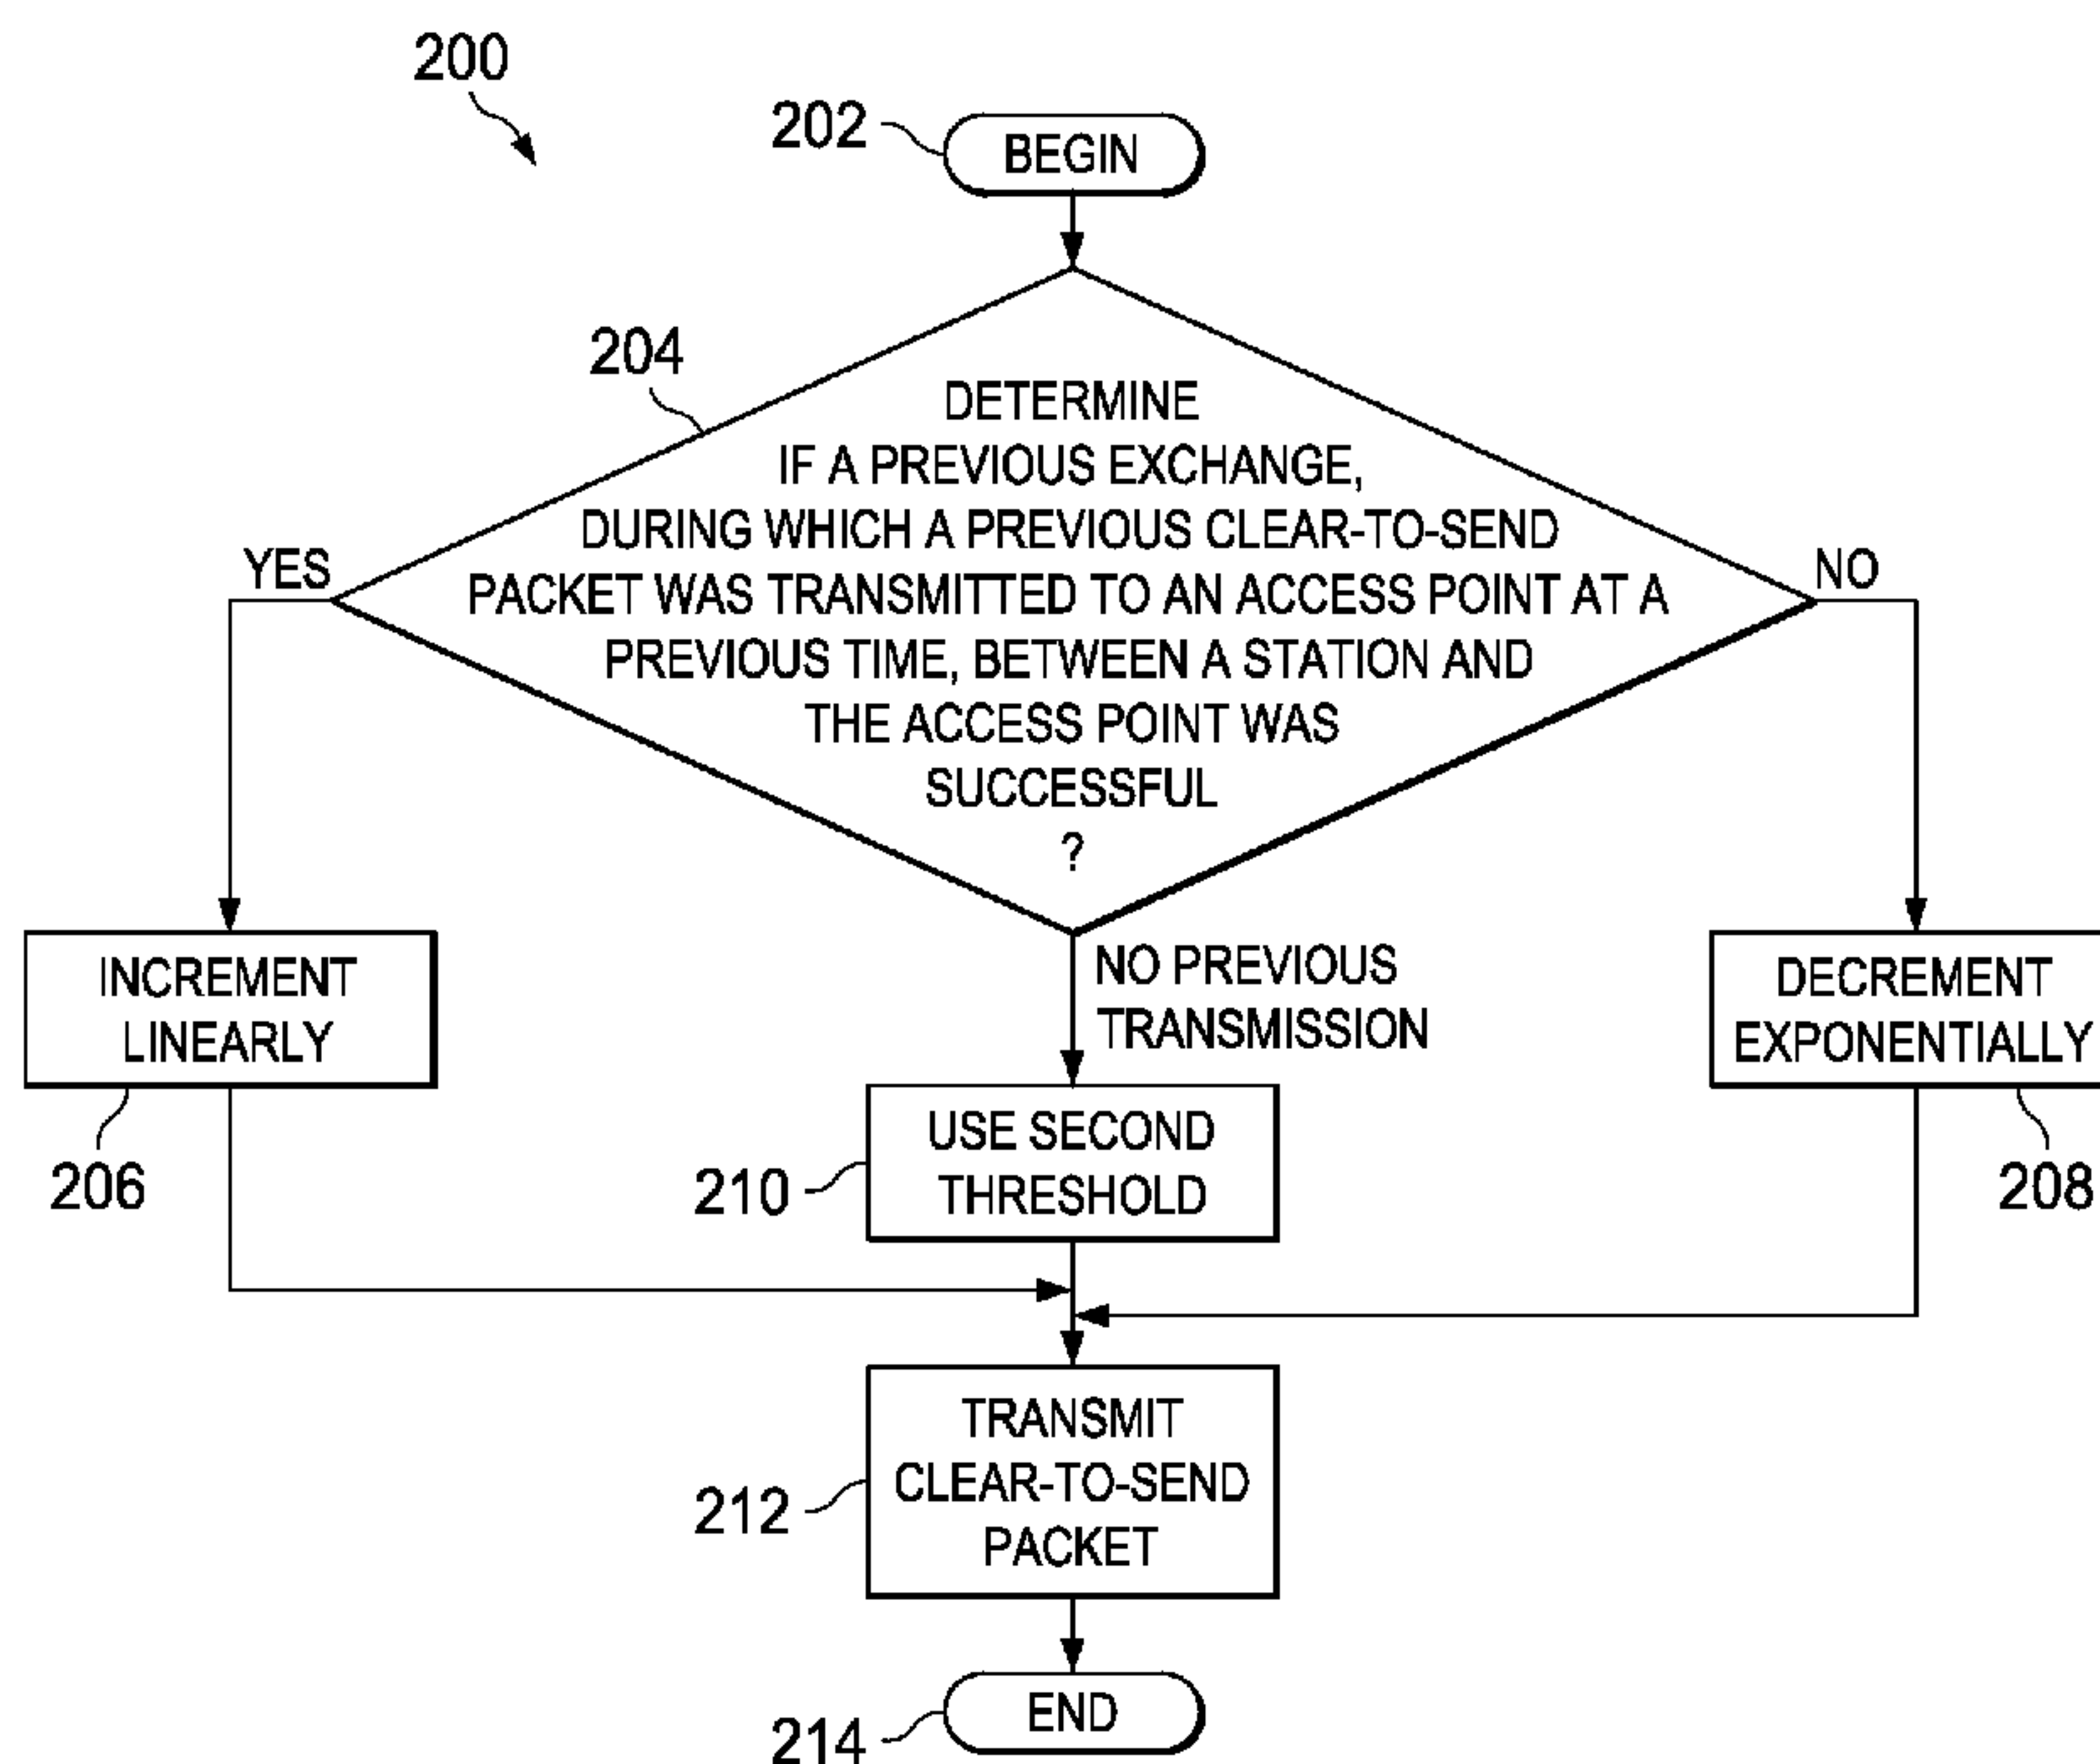 200
202
BEGIN
204
DETERMINE
IF A PREVIOUS EXCHANGE,
DURING WHICH A PREVIOUS CLEAR-TO-SEND
PACKET WAS TRANSMITTED TO AN ACCESS POINT AT A
PREVIOUS TIME, BETWEEN A STATION AND
THE ACCESS POINT WAS
SUCCESSFUL
?
YES
NO
INCREMENT
LINEARLY
206
NO PREVIOUS
TRANSMISSION
DECREMENT
EXPONENTIALLY
208
USE SECOND
THRESHOLD
210
TRANSMIT
CLEAR-TO-SEND
PACKET
212
END
214